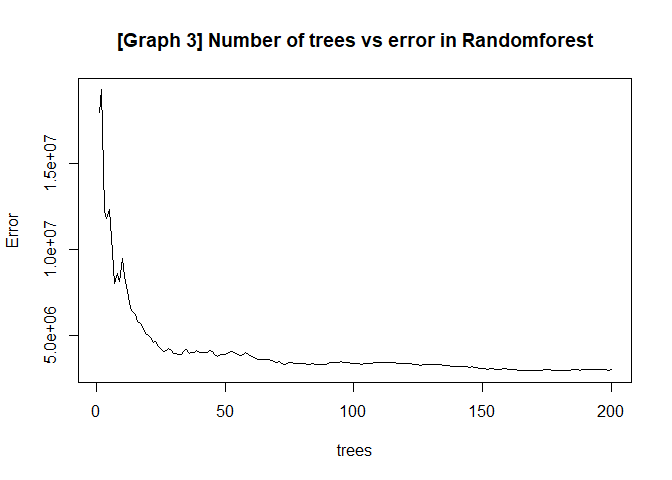 [Graph 3] Number of trees vs error in Randomforest
Error
1.5e+07
1.0e+07
5.0e+06
0 50 100 150 200
trees